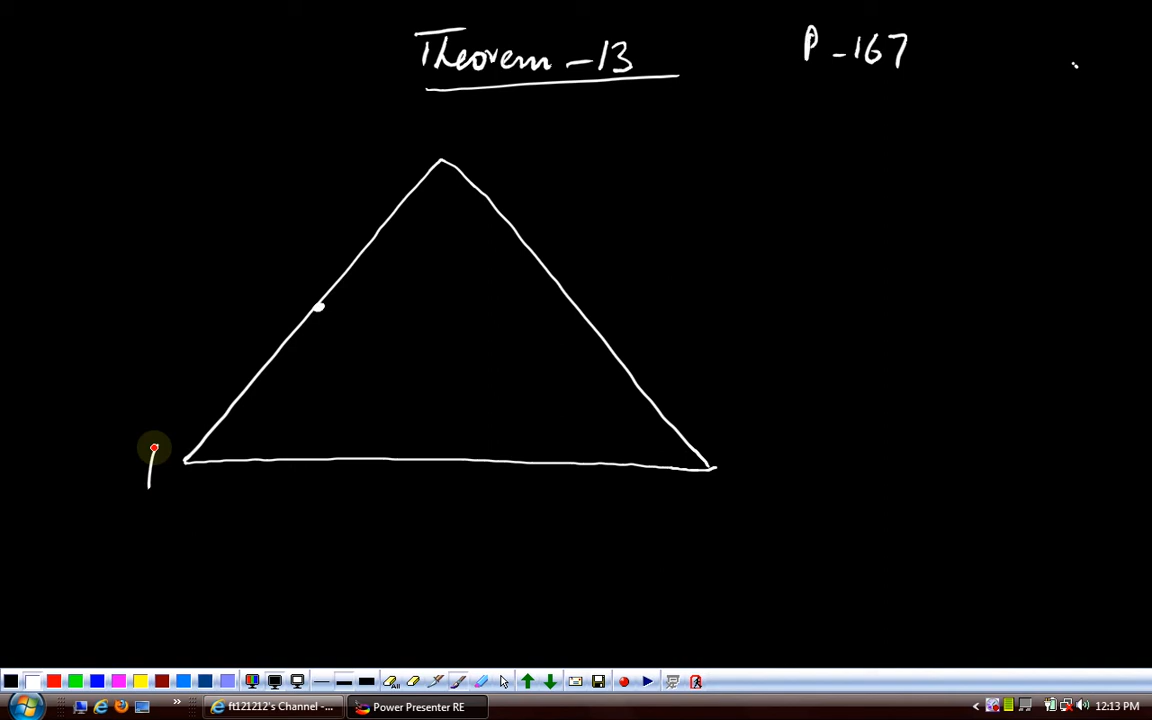 Theorem - 13
P - 167
ft121212's Channel -...
Power Presenter RE
12:13 PM